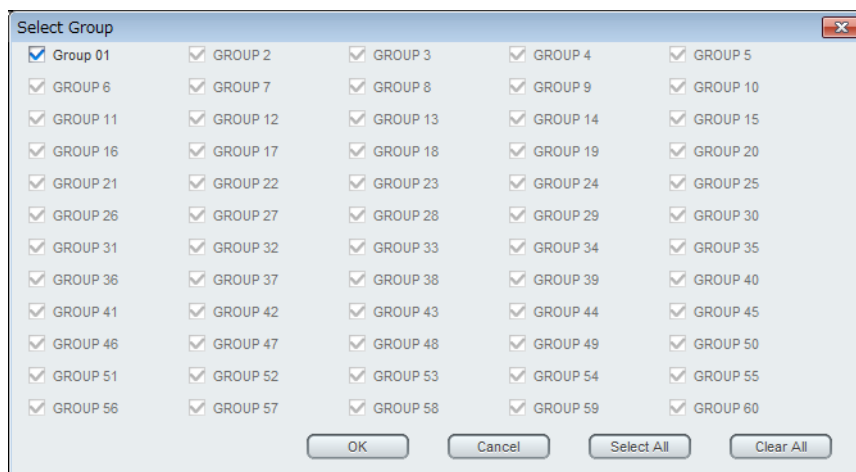 Select Group
Group 01 GROUP 2 GROUP 3 GROUP 4 GROUP 5
GROUP 6 GROUP 7 GROUP 8 GROUP 9 GROUP 10
GROUP 11 GROUP 12 GROUP 13 GROUP 14 GROUP 15
GROUP 16 GROUP 17 GROUP 18 GROUP 19 GROUP 20
GROUP 21 GROUP 22 GROUP 23 GROUP 24 GROUP 25
GROUP 26 GROUP 27 GROUP 28 GROUP 29 GROUP 30
GROUP 31 GROUP 32 GROUP 33 GROUP 34 GROUP 35
GROUP 36 GROUP 37 GROUP 38 GROUP 39 GROUP 40
GROUP 41 GROUP 42 GROUP 43 GROUP 44 GROUP 45
GROUP 46 GROUP 47 GROUP 48 GROUP 49 GROUP 50
GROUP 51 GROUP 52 GROUP 53 GROUP 54 GROUP 55
GROUP 56 GROUP 57 GROUP 58 GROUP 59 GROUP 60
OK Cancel Select All Clear All